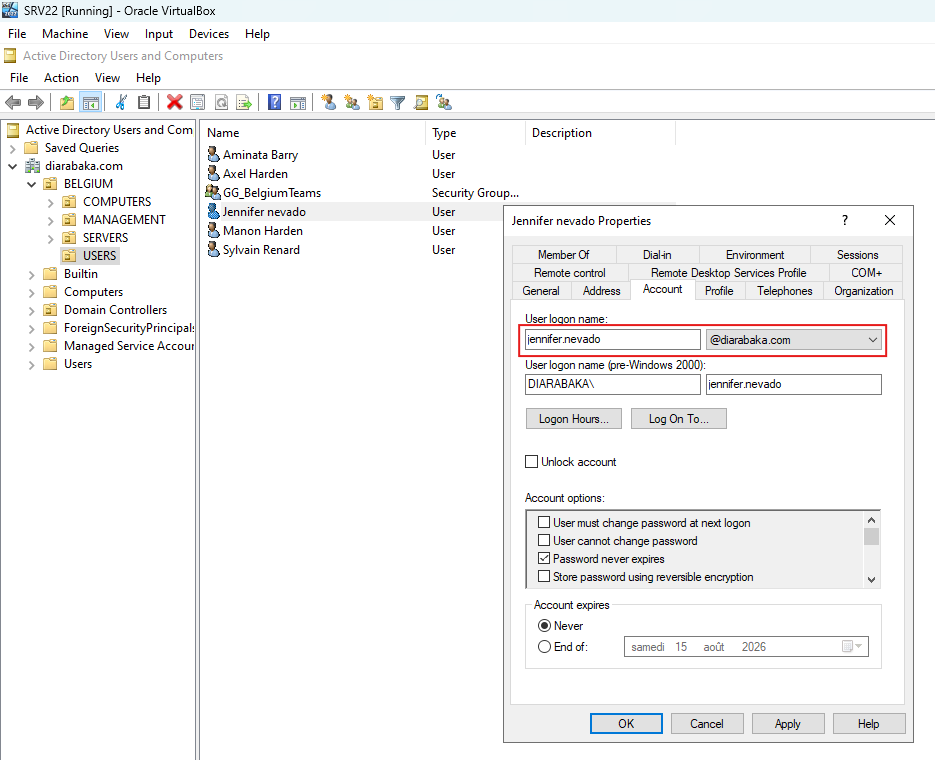 SRV22 [Running] - Oracle VirtualBox
File Machine View Input Devices Help
Active Directory Users and Computers
File Action View Help
Active Directory Users and Com
Saved Queries
diarabaka.com
BELGIUM
COMPUTERS
MANAGEMENT
SERVERS
USERS
Builtin
Computers
Domain Controllers
ForeignSecurityPrincipals
Managed Service Accour
Users
Name Type Description
Aminata Barry User
Axel Harden User
GG_BelgiumTeams Security Group...
Jennifer nevado User
Manon Harden User
Sylvain Renard User
Jennifer nevado Properties ?
Member Of Dial-in Environment Sessions
Remote control Remote Desktop Services Profile COM+
General Address Account Profile Telephones Organization
User logon name:
jennifer.nevado @diarabaka.com
User logon name (pre-Windows 2000):
DIARABAKA\ jennifer.nevado
Logon Hours... Log On To...
Unlock account
Account options:
User must change password at next logon
User cannot change password
Password never expires
Store password using reversible encryption
Account expires
Never
End of: samedi 15 août 2026
OK Cancel Apply Help